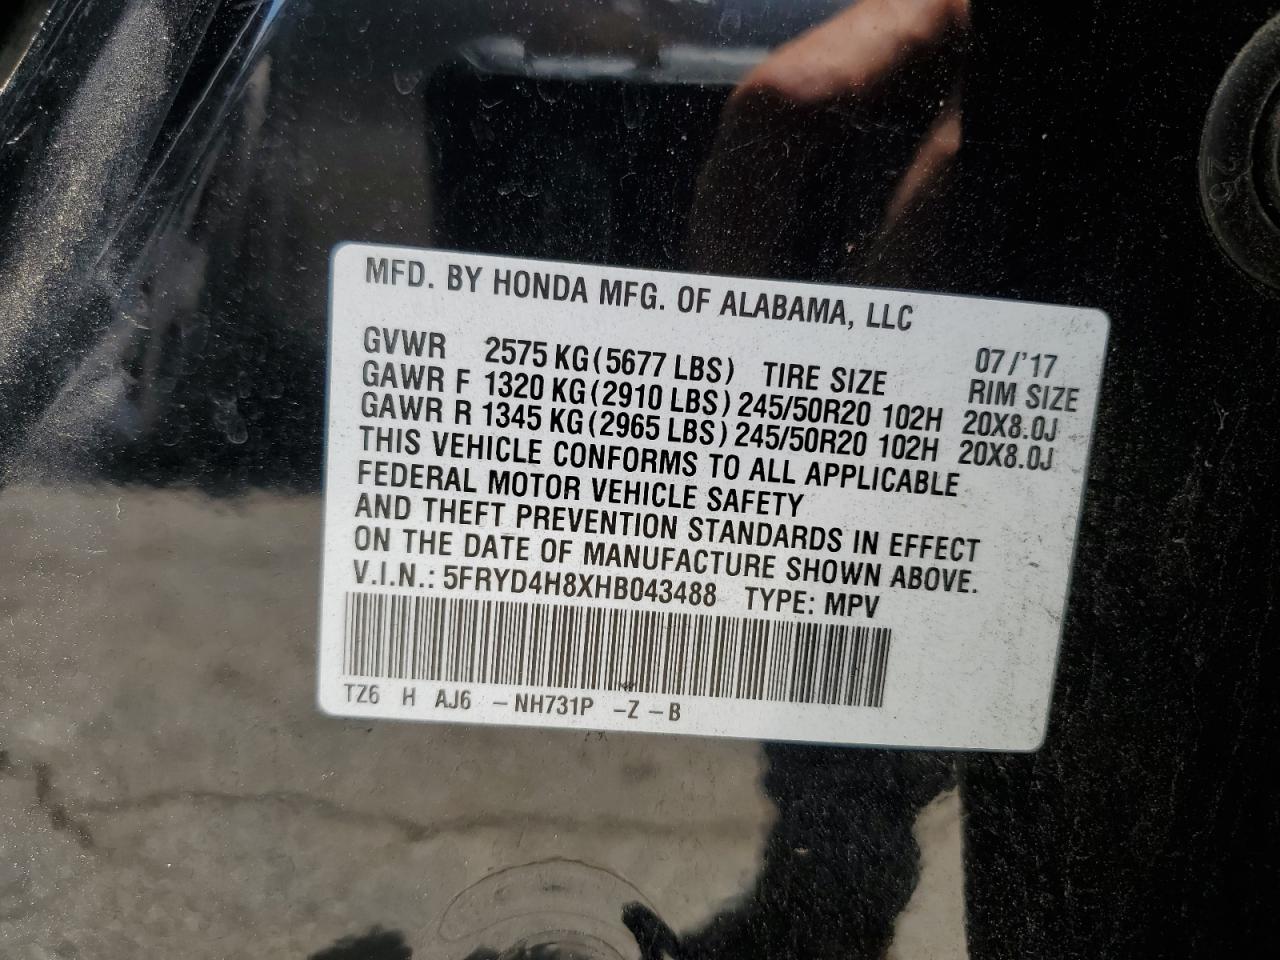 MFD. BY HONDA MFG. OF ALABAMA, LLC
07/'17
GVWR 2575 KG(5677 LBS) TIRE SIZE RIM SIZE
GAWR F 1320 KG(2910 LBS) 245/50R20 102H 20X8.0J
GAWR R 1345 KG(2965 LBS) 245/50R20 102H 20X8.0J
THIS VEHICLE CONFORMS TO ALL APPLICABLE
FEDERAL MOTOR VEHICLE SAFETY
AND THEFT PREVENTION STANDARDS IN EFFECT
ON THE DATE OF MANUFACTURE SHOWN ABOVE.
V.I.N.: 5FRYD4H8XHB043488 TYPE: MPV
TZ6 H AJ6 -NH731P -Z -B